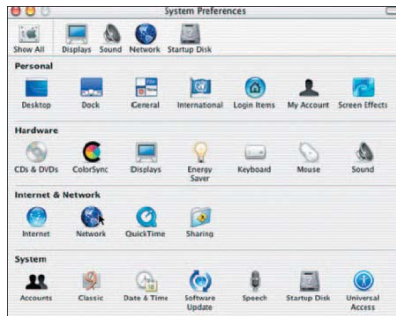 System Preferences
Show All Displays Sound Network Startup Disk
Personal
Desktop Dock General International Login Items My Account Screen Effects
Hardware
CDs & DVDs ColorSync Displays Energy Saver Keyboard Mouse Sound
Internet & Network
Internet Network QuickTime Sharing
System
Accounts Classic Date & Time Software Update Speech Startup Disk Universal Access